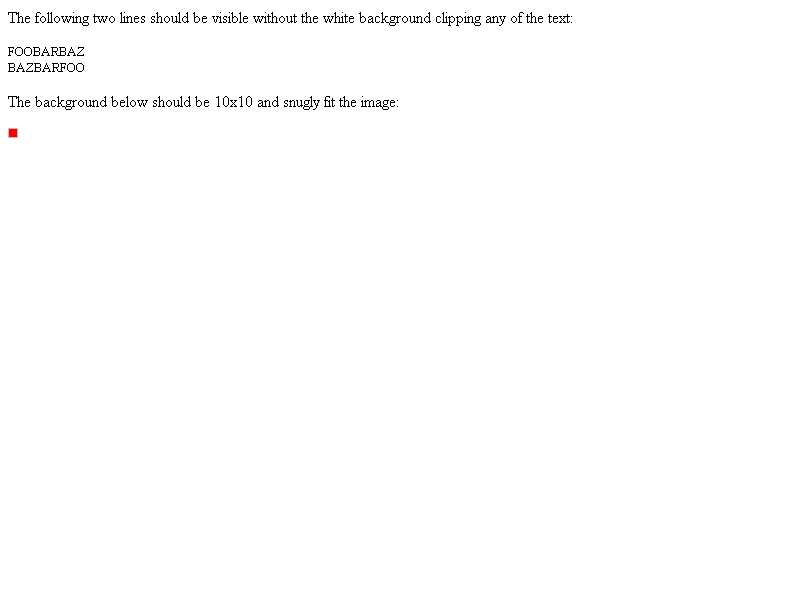 The following two lines should be visible without the white background clipping any of the text:
FOOBARBAZ
BAZBARFOO
The background below should be 10x10 and snugly fit the image: